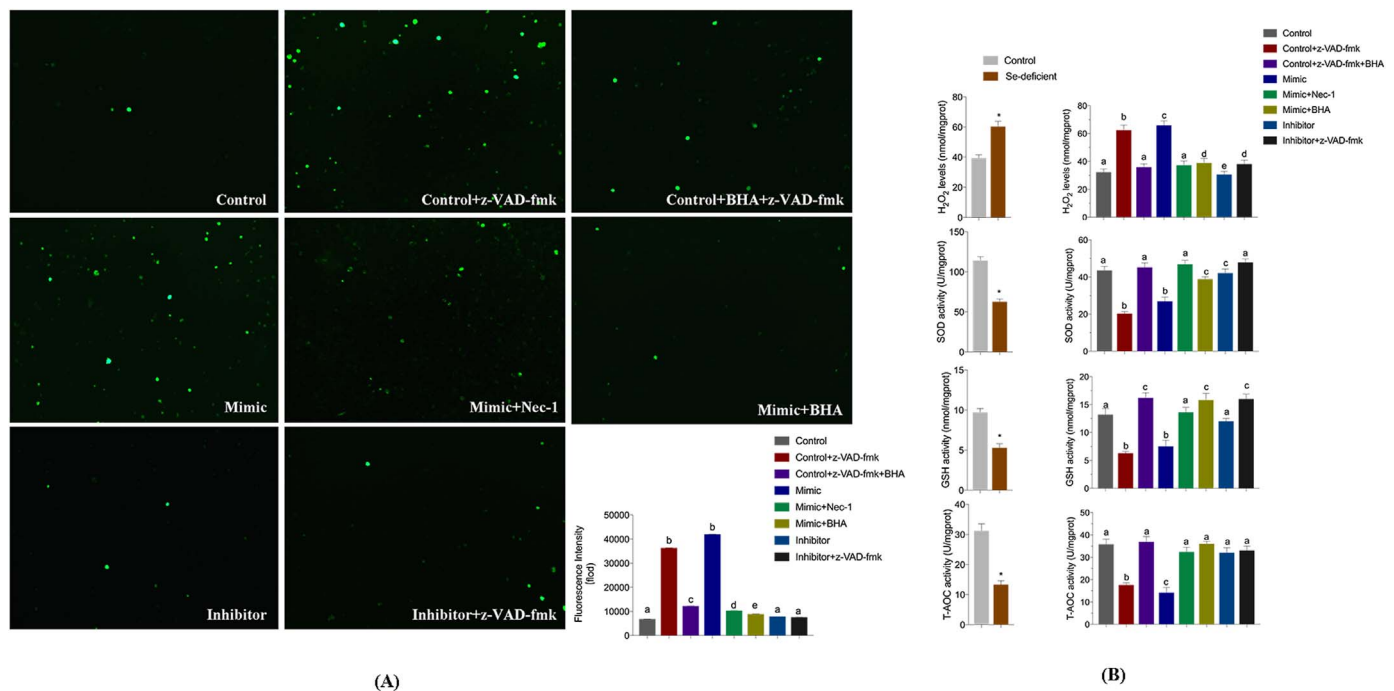 Control
Control+z-VAD-fmk
Control+BHA+z-VAD-fmk
Mimic
Mimic+Nec-1
Mimic+BHA
Inhibitor
Inhibitor+z-VAD-fmk
Control
Control+z-VAD-fmk
Control+z-VAD-fmk+BHA
Mimic
Mimic+Nec-1
Mimic+BHA
Inhibitor
Inhibitor+z-VAD-fmk
Fluorescence Intensity
(flod)
50000
40000
30000
20000
10000
0
a b c b d e a a
(A)
Control
Se-deficient
Control
Control+z-VAD-fmk
Control+z-VAD-fmk+BHA
Mimic
Mimic+Nec-1
Mimic+BHA
Inhibitor
Inhibitor+z-VAD-fmk
H2O2 levels (nmol/mgprot)
80
60
40
20
0
*
H2O2 levels (nmol/mgprot)
80
60
40
20
0
a b a c a d e d
SOD activity (U/mgprot)
150
100
50
0
*
SOD activity (U/mgprot)
60
40
20
0
a b a b a c c a
GSH activity (nmol/mgprot)
15
10
5
0
*
GSH activity (nmol/mgprot)
20
15
10
5
0
a b c b a c a c
T-AOC activity (U/mgprot)
40
30
20
10
0
*
T-AOC activity (U/mgprot)
50
40
30
20
10
0
a b a c a a a a
(B)